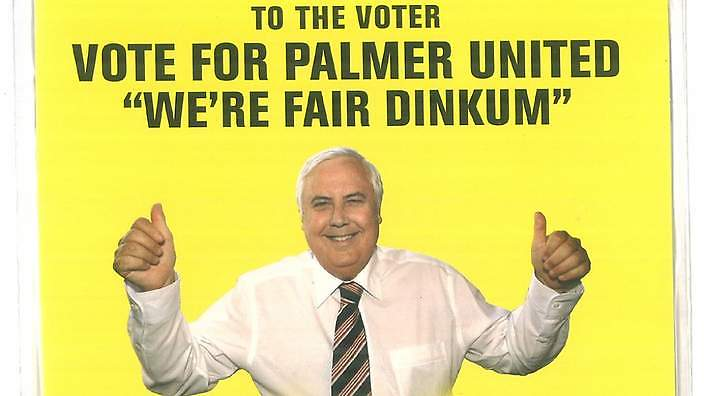 TO THE VOTER
VOTE FOR PALMER UNITED
“WE’RE FAIR DINKUM”